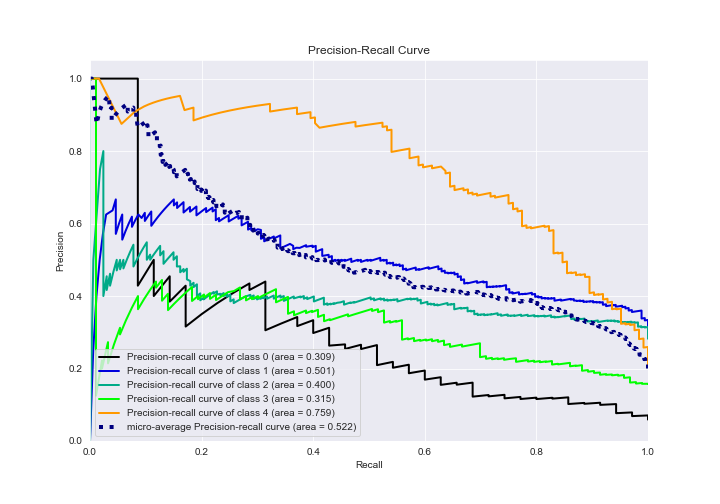 Precision-Recall Curve
Precision
1.0
0.8
0.6
0.4
0.2
0.0
Precision-recall curve of class 0 (area = 0.309)
Precision-recall curve of class 1 (area = 0.501)
Precision-recall curve of class 2 (area = 0.400)
Precision-recall curve of class 3 (area = 0.315)
Precision-recall curve of class 4 (area = 0.759)
micro-average Precision-recall curve (area = 0.522)
0.0 0.2 0.4 0.6 0.8 1.0
Recall